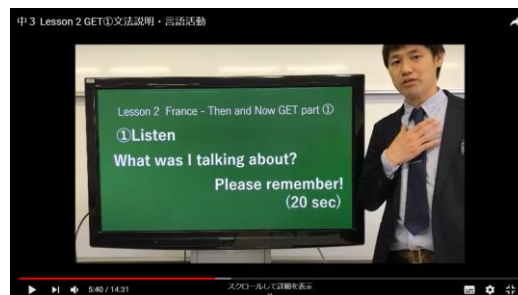 中3 Lesson 2 GET①文法説明・言語活動
Lesson 2 France - Then and Now GET part ①
①Listen
What was I talking about?
Please remember!
(20 sec)
5:40 / 14:31
スクロールして詳細を表示